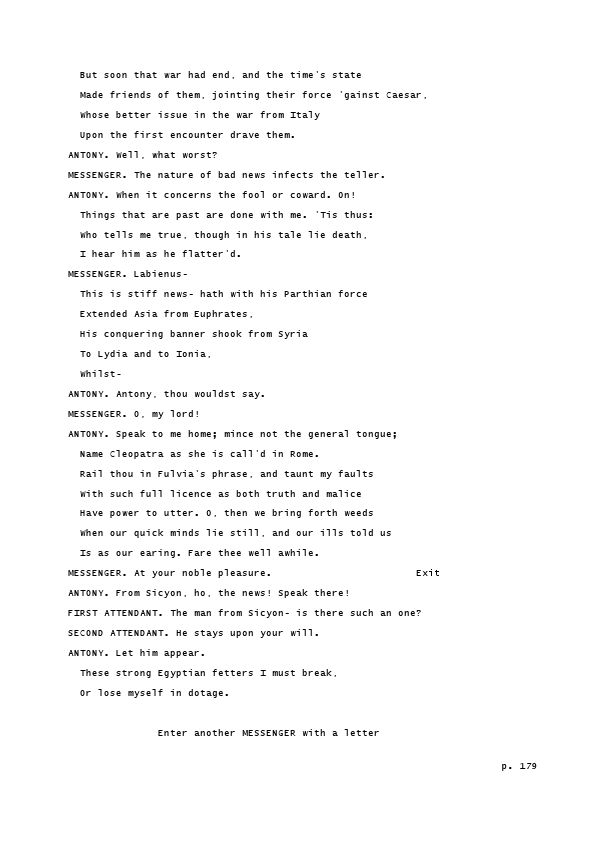 But soon that war had end, and the time's state
Made friends of them, jointing their force 'gainst Caesar,
Whose better issue in the war from Italy
Upon the first encounter drave them.
ANTONY. Well, what worst?
MESSENGER. The nature of bad news infects the teller.
ANTONY. When it concerns the fool or coward. On!
Things that are past are done with me. 'Tis thus:
Who tells me true, though in his tale lie death,
I hear him as he flatter'd.
MESSENGER. Labienus-
This is stiff news- hath with his Parthian force
Extended Asia from Euphrates,
His conquering banner shook from Syria
To Lydia and to Ionia,
Whilst-
ANTONY. Antony, thou wouldst say.
MESSENGER. O, my lord!
ANTONY. Speak to me home; mince not the general tongue;
Name Cleopatra as she is call'd in Rome.
Rail thou in Fulvia's phrase, and taunt my faults
With such full licence as both truth and malice
Have power to utter. O, then we bring forth weeds
When our quick minds lie still, and our ills told us
Is as our earing. Fare thee well awhile.
MESSENGER. At your noble pleasure. Exit
ANTONY. From Sicyon, ho, the news! Speak there!
FIRST ATTENDANT. The man from Sicyon- is there such an one?
SECOND ATTENDANT. He stays upon your will.
ANTONY. Let him appear.
These strong Egyptian fetters I must break,
Or lose myself in dotage.
Enter another MESSENGER with a letter
p. 179